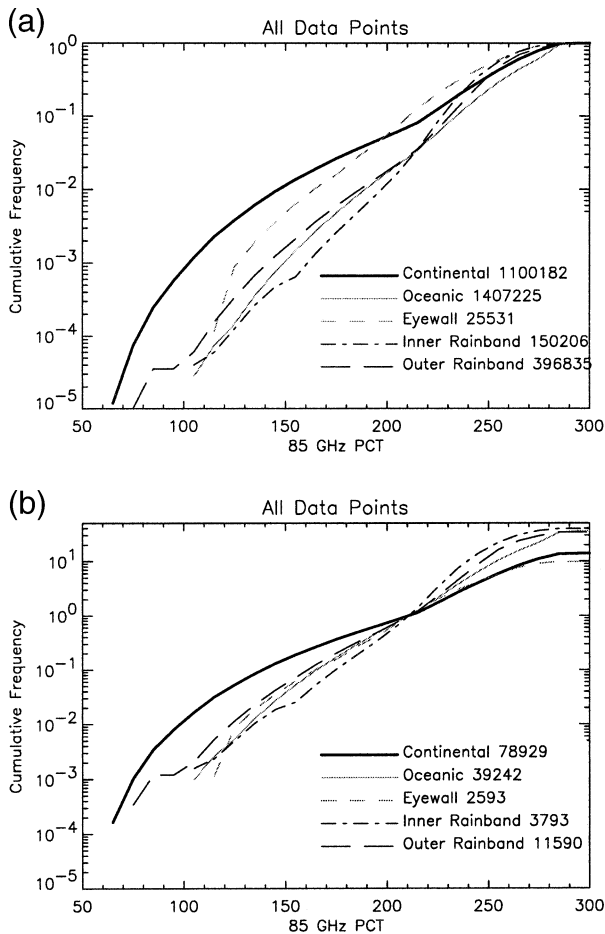 (a)
All Data Points
10^0
10^-1
10^-2
10^-3
10^-4
10^-5
Cumulative Frequency
Continental 1100182
Oceanic 1407225
Eyewall 25531
Inner Rainband 150206
Outer Rainband 396835
50 100 150 200 250 300
85 GHz PCT
(b)
All Data Points
10^1
10^0
10^-1
10^-2
10^-3
10^-4
10^-5
Cumulative Frequency
Continental 78929
Oceanic 39242
Eyewall 2593
Inner Rainband 3793
Outer Rainband 11590
50 100 150 200 250 300
85 GHz PCT